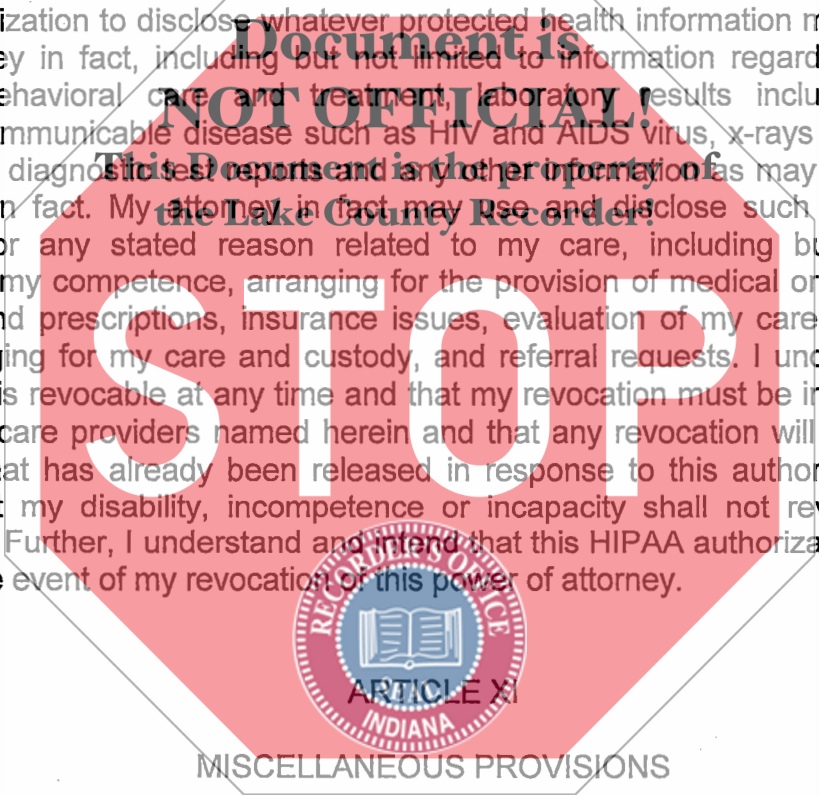 ization to disclose whatever protected health information
ey in fact, including but not limited to information regard
ehavioral care and treatment, laboratory results inclu
mmunicable disease such as HIV and AIDS virus, x-rays
diagnostic test reports and any other information as may
n fact. My attorney in fact may use and disclose such
or any stated reason related to my care, including bu
my competence, arranging for the provision of medical or
nd prescriptions, insurance issues, evaluation of my care
ing for my care and custody, and referral requests. I und
is revocable at any time and that my revocation must be in
care providers named herein and that any revocation will
at has already been released in response to this author
t my disability, incompetence or incapacity shall not rev
Further, I understand and intend that this HIPAA authoriza
e event of my revocation of this power of attorney.
ARTICLE XI
MISCELLANEOUS PROVISIONS
Document is
NOT OFFICIAL!
This Document is the property of
the Lake County Recorder!
STOP
RECORDER'S OFFICE
SEAL
INDIANA